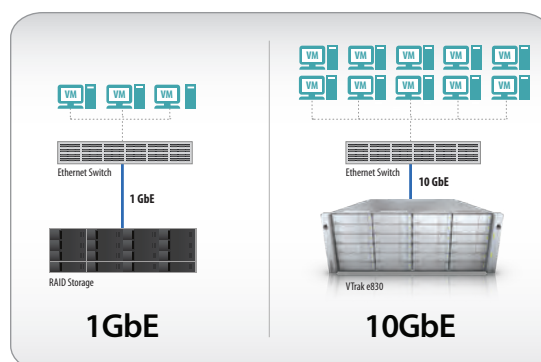 VM VM VM
Ethernet Switch
1 GbE
RAID Storage
1GbE
VM VM VM VM VM
VM VM VM VM VM
Ethernet Switch
10 GbE
VTrak e830
10GbE